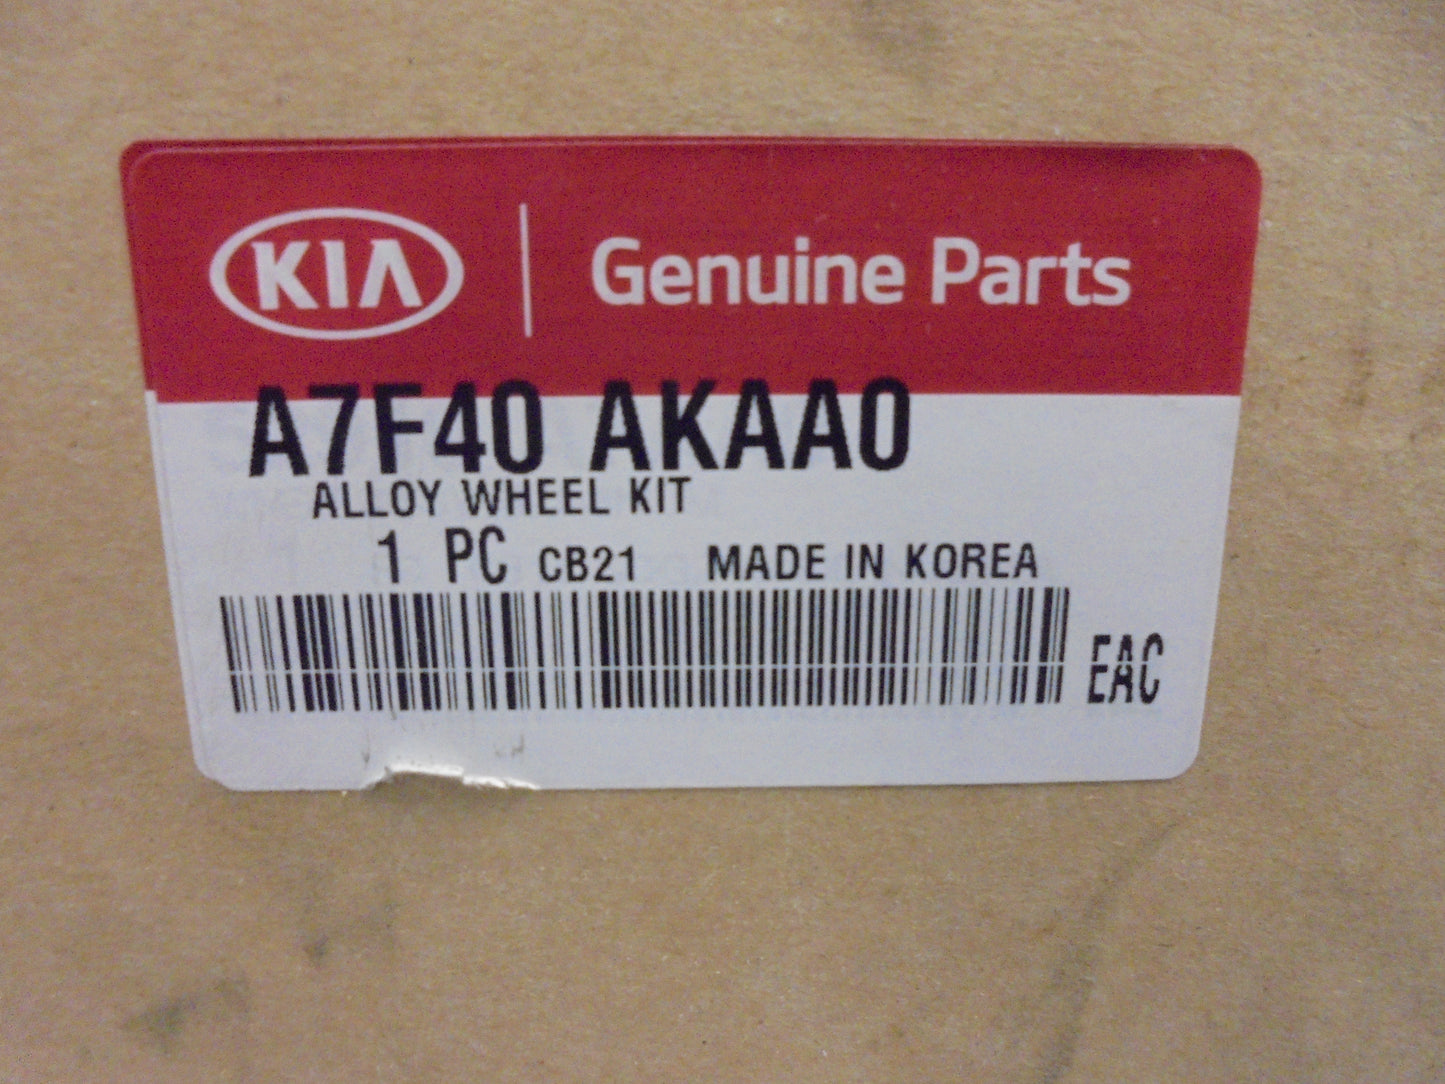 KIA Genuine Parts
A7F40 AKAA0
ALLOY WHEEL KIT
1 PC CB21 MADE IN KOREA
EAC